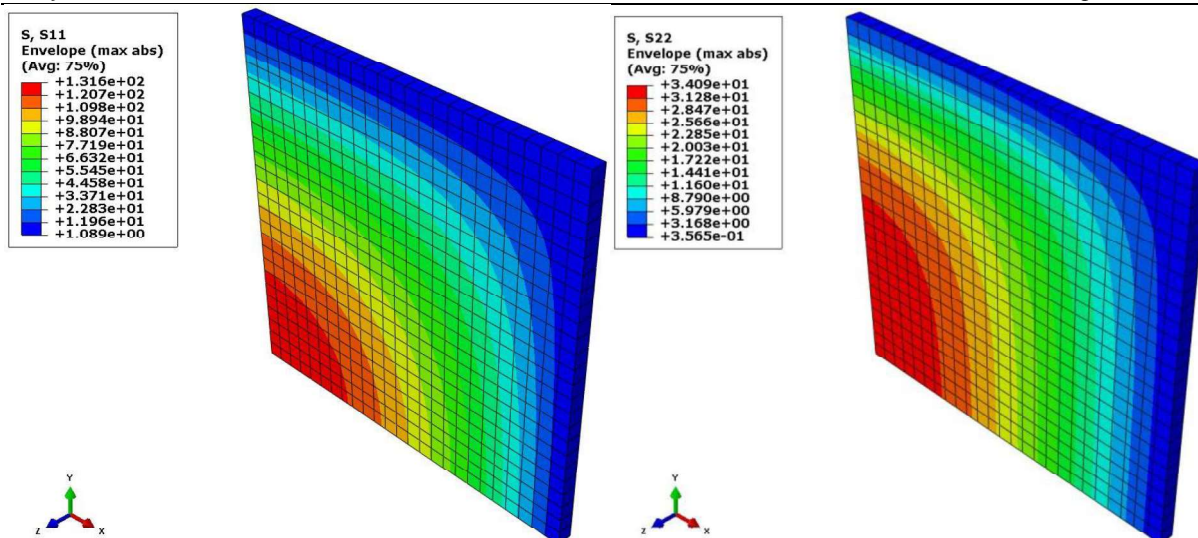 S, S11
Envelope (max abs)
(Avg: 75%)
+1.316e+02
+1.207e+02
+1.098e+02
+9.894e+01
+8.807e+01
+7.719e+01
+6.632e+01
+5.545e+01
+4.458e+01
+3.371e+01
+2.283e+01
+1.196e+01
+1.089e+00
Y
Z
X
S, S22
Envelope (max abs)
(Avg: 75%)
+3.409e+01
+3.128e+01
+2.847e+01
+2.566e+01
+2.285e+01
+2.003e+01
+1.722e+01
+1.441e+01
+1.160e+01
+8.790e+00
+5.979e+00
+3.168e+00
+3.565e-01
Y
Z
X